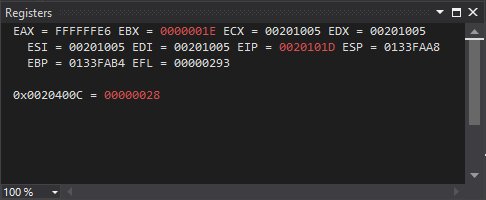 Registers
EAX = FFFFFFE6 EBX = 0000001E ECX = 00201005 EDX = 00201005
ESI = 00201005 EDI = 00201005 EIP = 0020101D ESP = 0133FAA8
EBP = 0133FAB4 EFL = 00000293
0x0020400C = 00000028
100 %